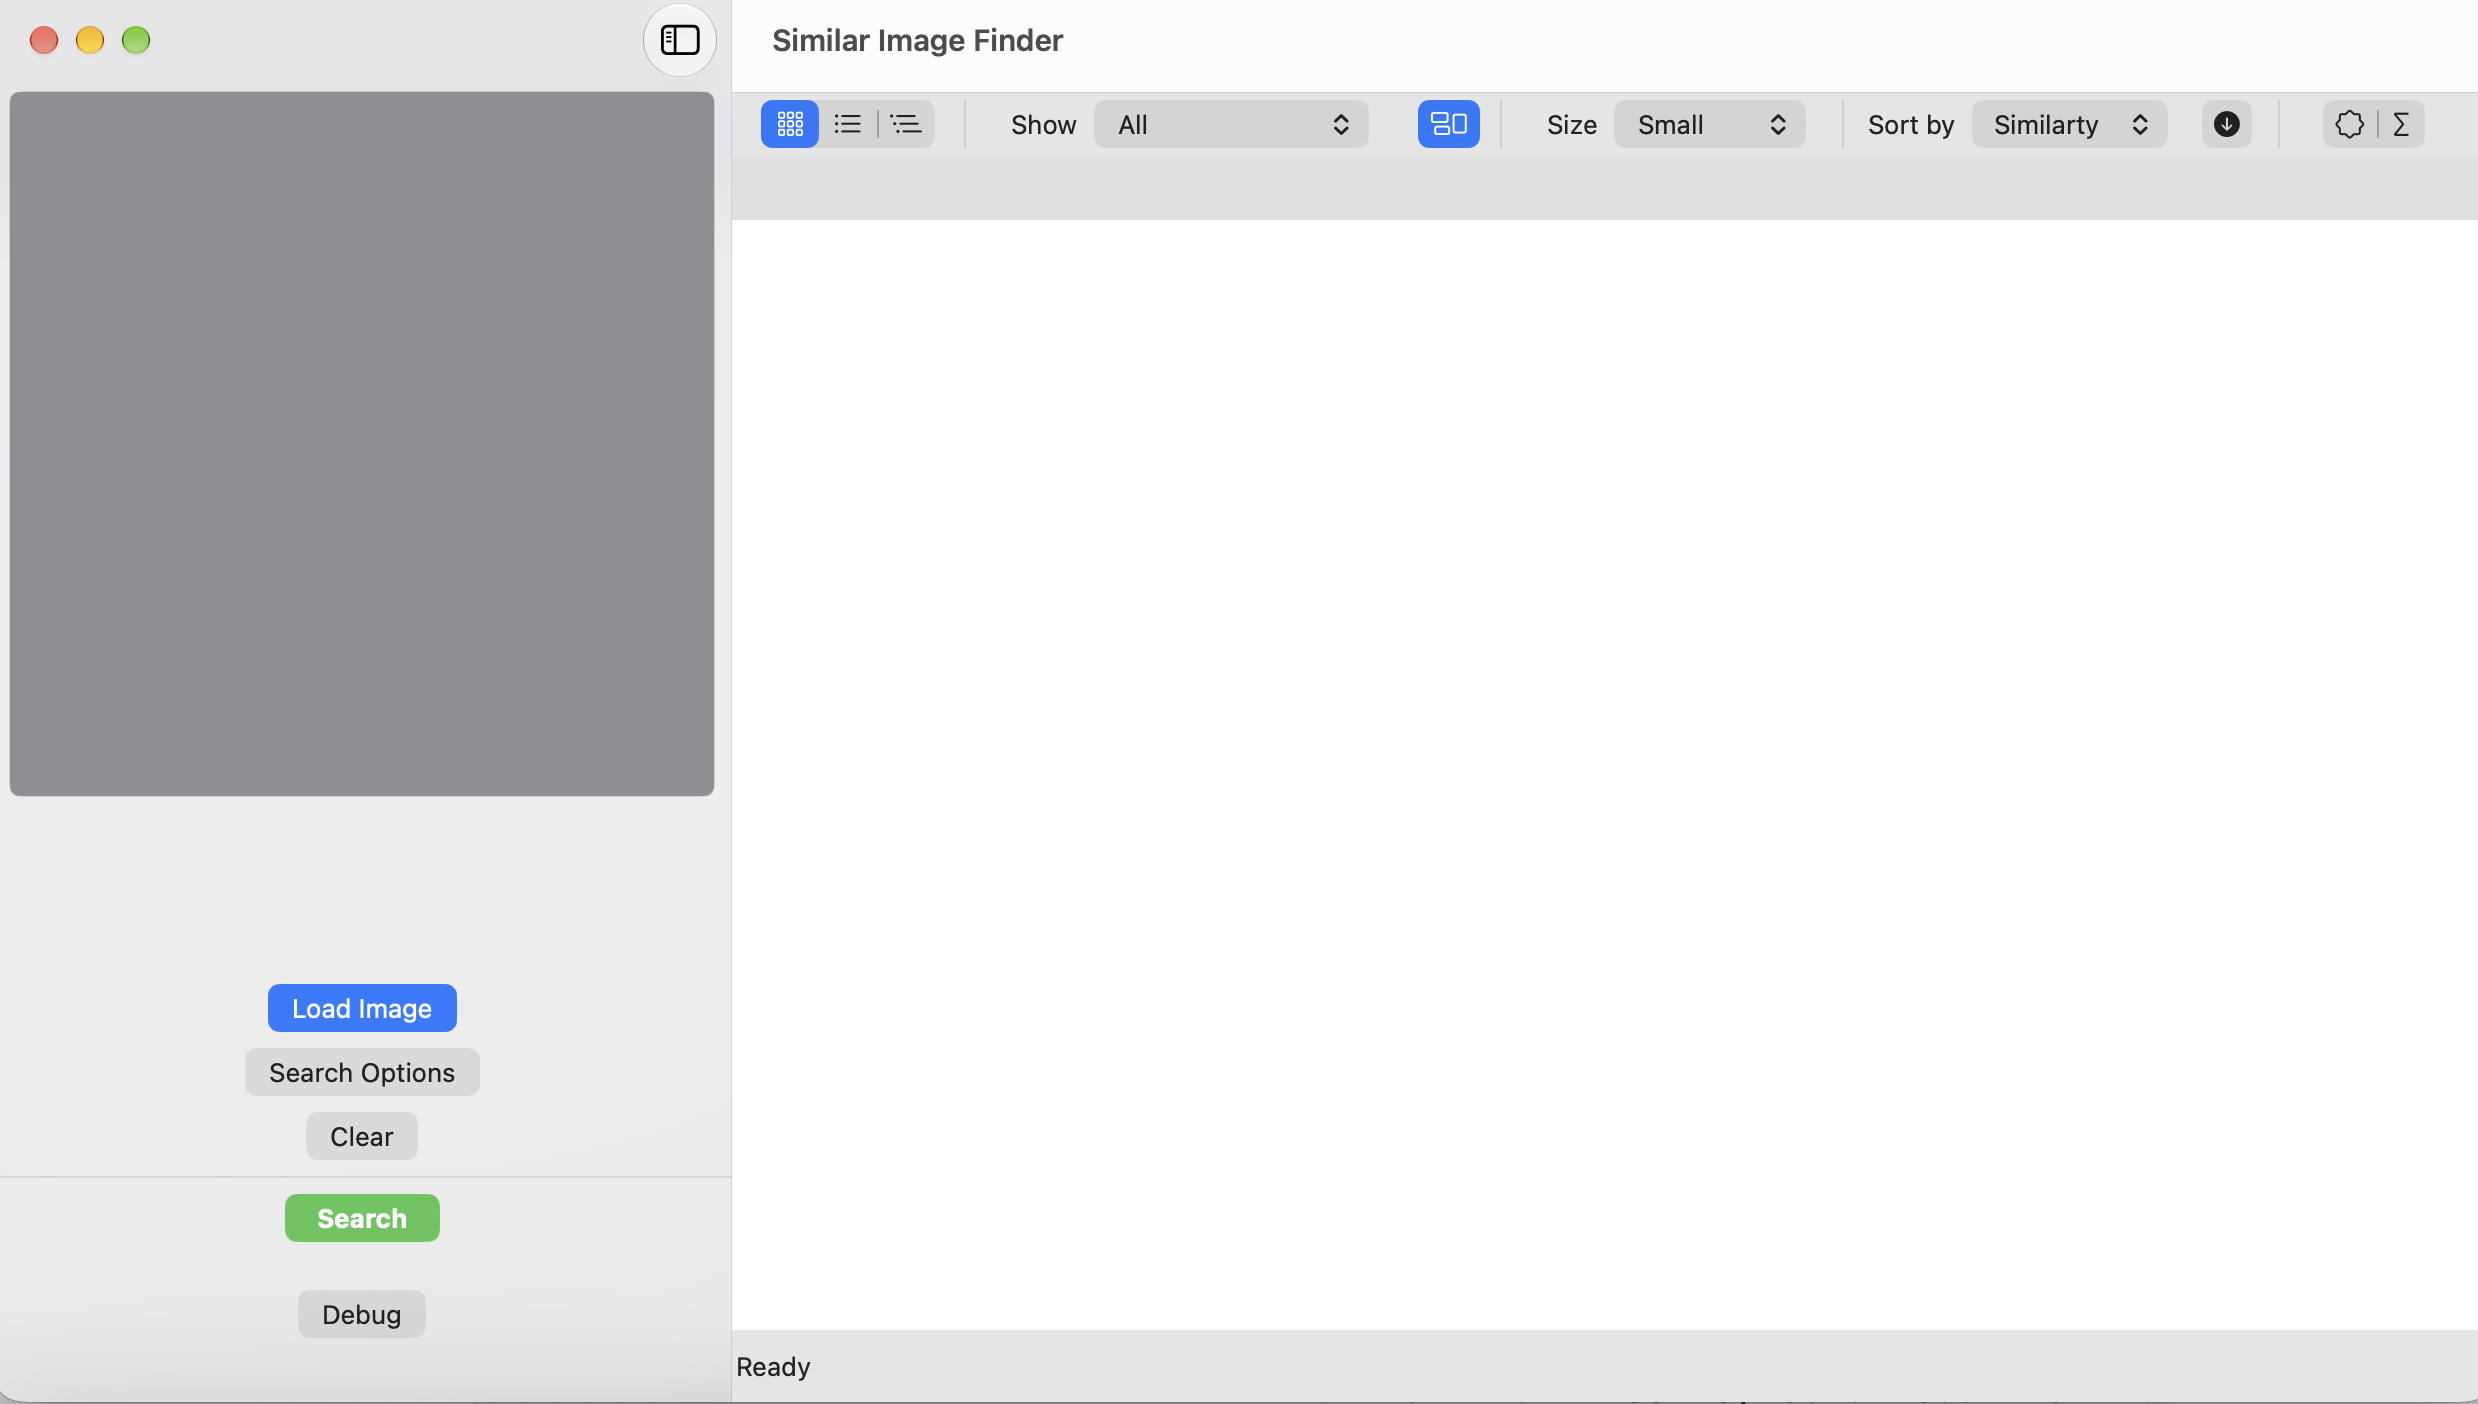 Similar Image Finder
Show All Size Small Sort by Similarty
Load Image
Search Options
Clear
Search
Debug
Ready